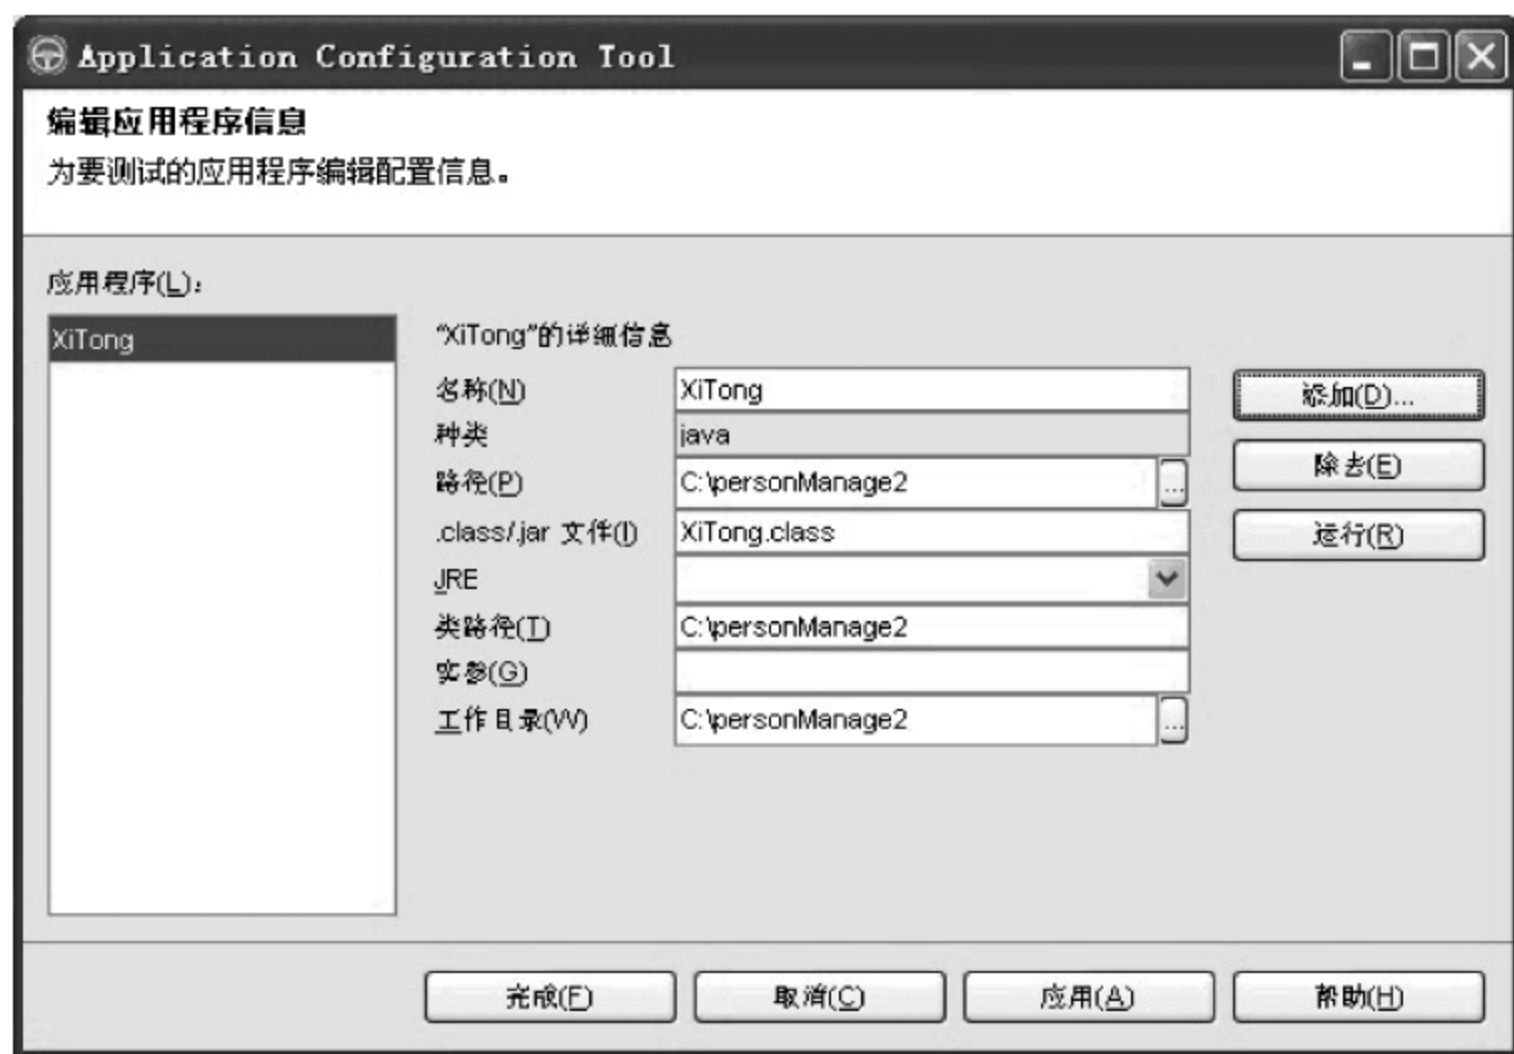 Application Configuration Tool
编辑应用程序信息
为要测试的应用程序编辑配置信息。
应用程序(L):
XiTong
“XiTong”的详细信息
名称(N) XiTong
种类 java
路径(P) C:\personManage2 ...
.class/.jar 文件(I) XiTong.class
JRE
类路径(T) C:\personManage2
实参(G)
工作目录(W) C:\personManage2 ...
添加(D)...
除去(E)
运行(R)
完成(F) 取消(C) 应用(A) 帮助(H)